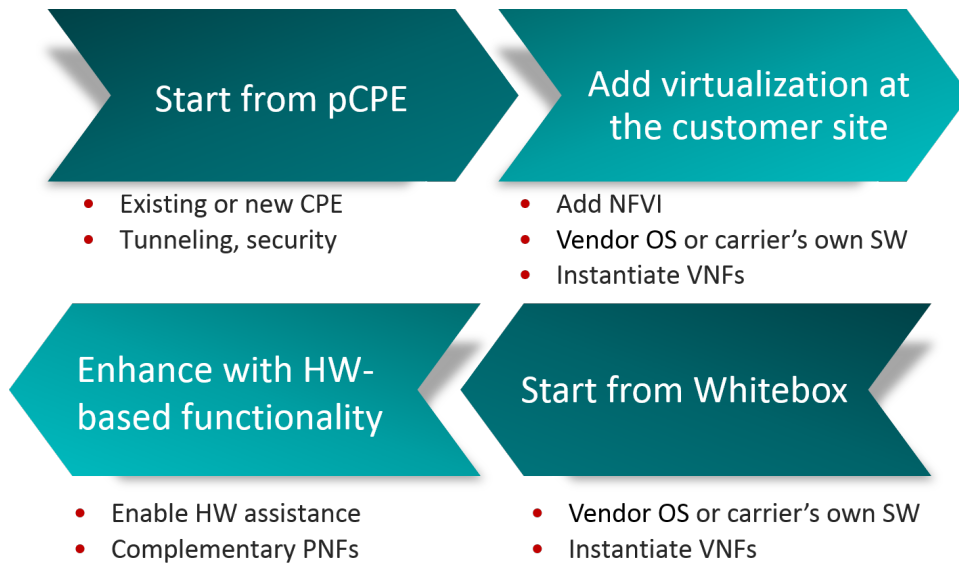 Start from pCPE
Add virtualization at
the customer site
• Existing or new CPE
• Tunneling, security
• Add NFVI
• Vendor OS or carrier’s own SW
• Instantiate VNFs
Enhance with HW-
based functionality
Start from Whitebox
• Enable HW assistance
• Complementary PNFs
• Vendor OS or carrier’s own SW
• Instantiate VNFs